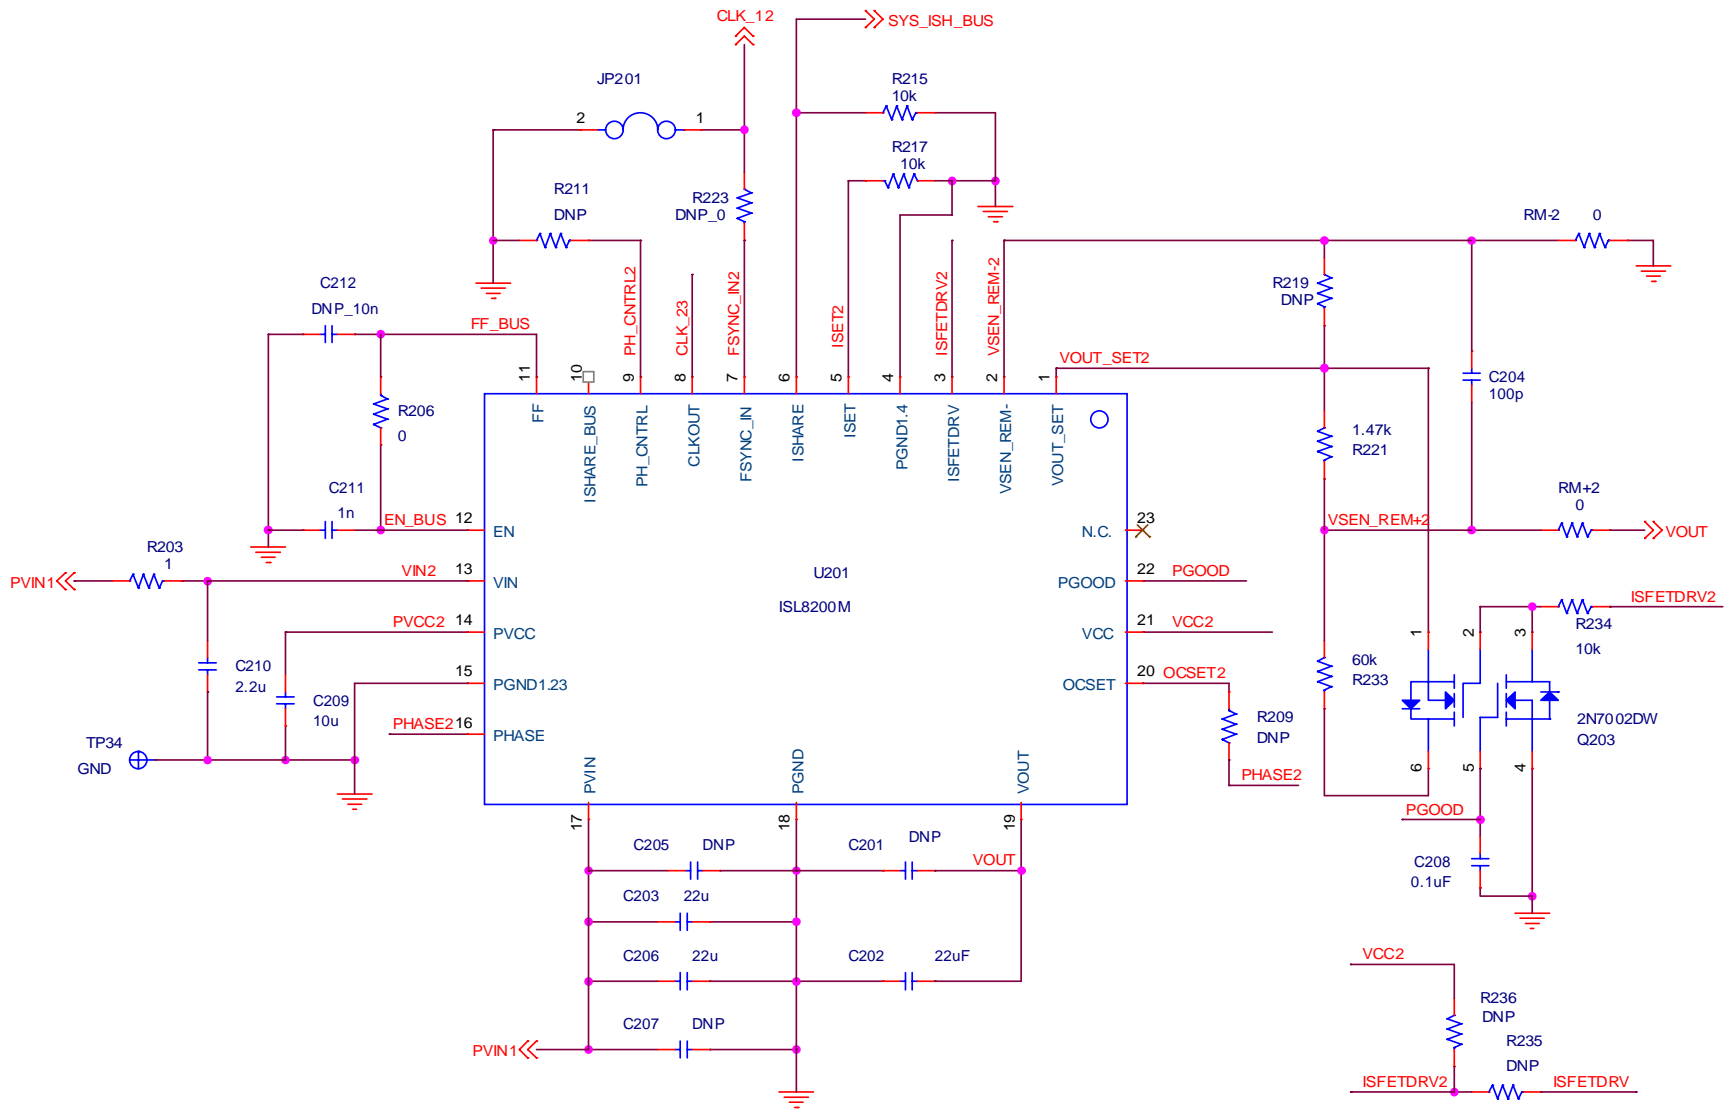 CLK_12
SYS_ISH_BUS
JP201
2
1
R215
10k
R217
10k
R211
DNP
R223
DNP_0
RM-2
0
C212
DNP_10n
FF_BUS
PH_CNTRL2
CLK_23
FSYNC_IN2
ISET2
ISFETDRV2
VSEN_REM-2
R219
DNP
VOUT_SET2
C204
100p
11
10
9
8
7
6
5
4
3
2
1
FF
ISHARE_BUS
PH_CNTRL
CLKOUT
FSYNC_IN
ISHARE
ISET
PGND1.4
ISFETDRV
VSEN_REM-
VOUT_SET
R206
0
1.47k
R221
C211
1n
EN_BUS
12
EN
N.C.
23
VSEN_REM+2
RM+2
0
VOUT
R203
1
PVIN1
VIN2
13
VIN
U201
ISL8200M
PGOOD
22
PGOOD
ISFETDRV2
R234
10k
PVCC2
14
PVCC
VCC
21
VCC2
1
2
3
C210
2.2u
15
PGND1.23
OCSET
20
OCSET2
60k
R233
C209
10u
PHASE2
16
PHASE
R209
DNP
2N7002DW
Q203
TP34
GND
PVIN
PGND
VOUT
PHASE2
6
5
4
17
18
19
PGOOD
C205
DNP
C201
DNP
VOUT
C208
0.1uF
C203
22u
C206
22u
C202
22uF
VCC2
C207
DNP
PVIN1
R236
DNP
R235
DNP
ISFETDRV2
ISFETDRV